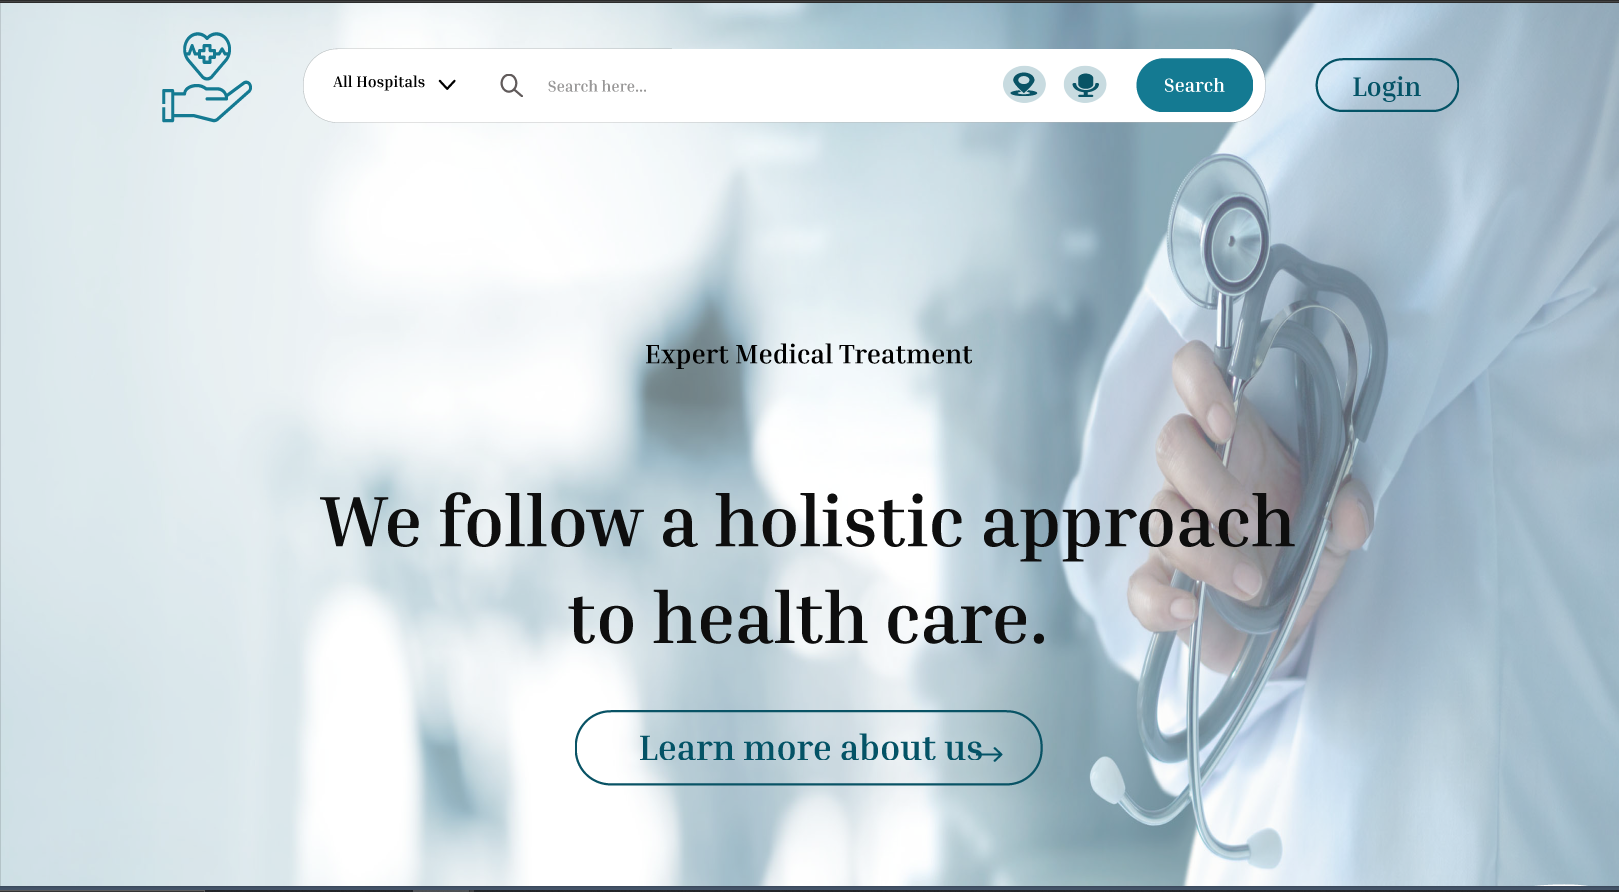 All Hospitals
Search here...
Search
Login
Expert Medical Treatment
We follow a holistic approach
to health care.
Learn more about us→